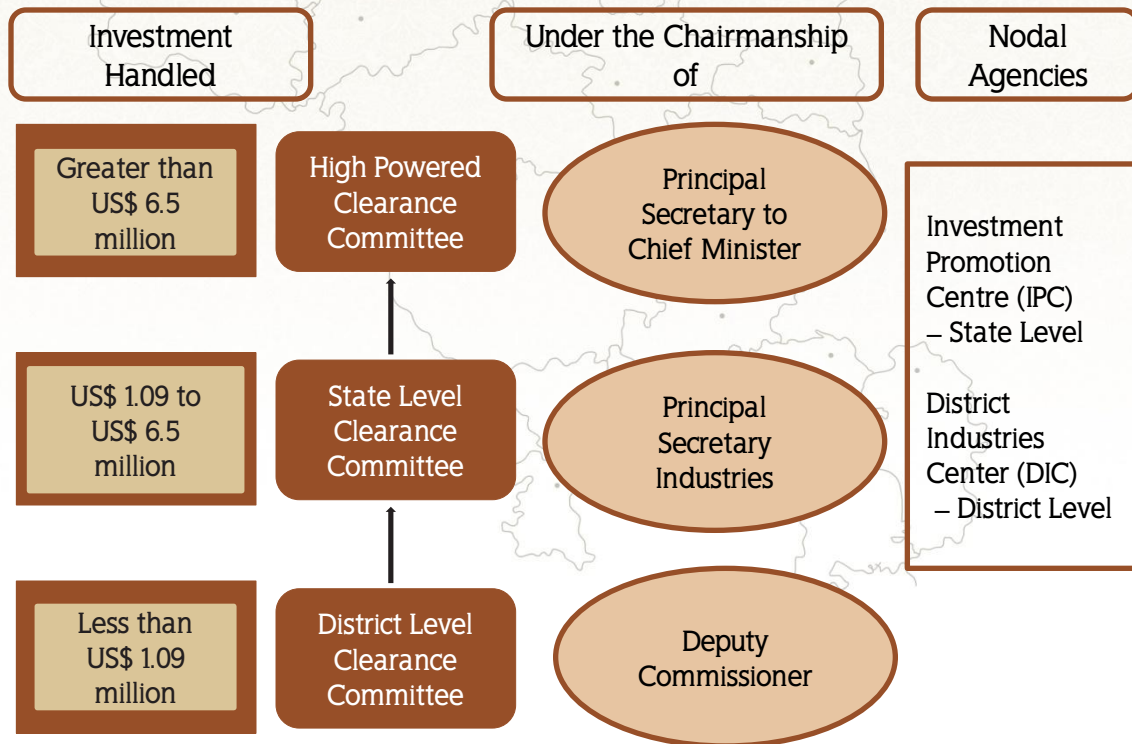 Investment
Handled
Under the Chairmanship
of
Nodal
Agencies
Greater than
US$ 6.5
million
High Powered
Clearance
Committee
Principal
Secretary to
Chief Minister
US$ 1.09 to
US$ 6.5
million
State Level
Clearance
Committee
Principal
Secretary
Industries
Less than
US$ 1.09
million
District Level
Clearance
Committee
Deputy
Commissioner
Investment
Promotion
Centre (IPC)
– State Level
District
Industries
Center (DIC)
– District Level